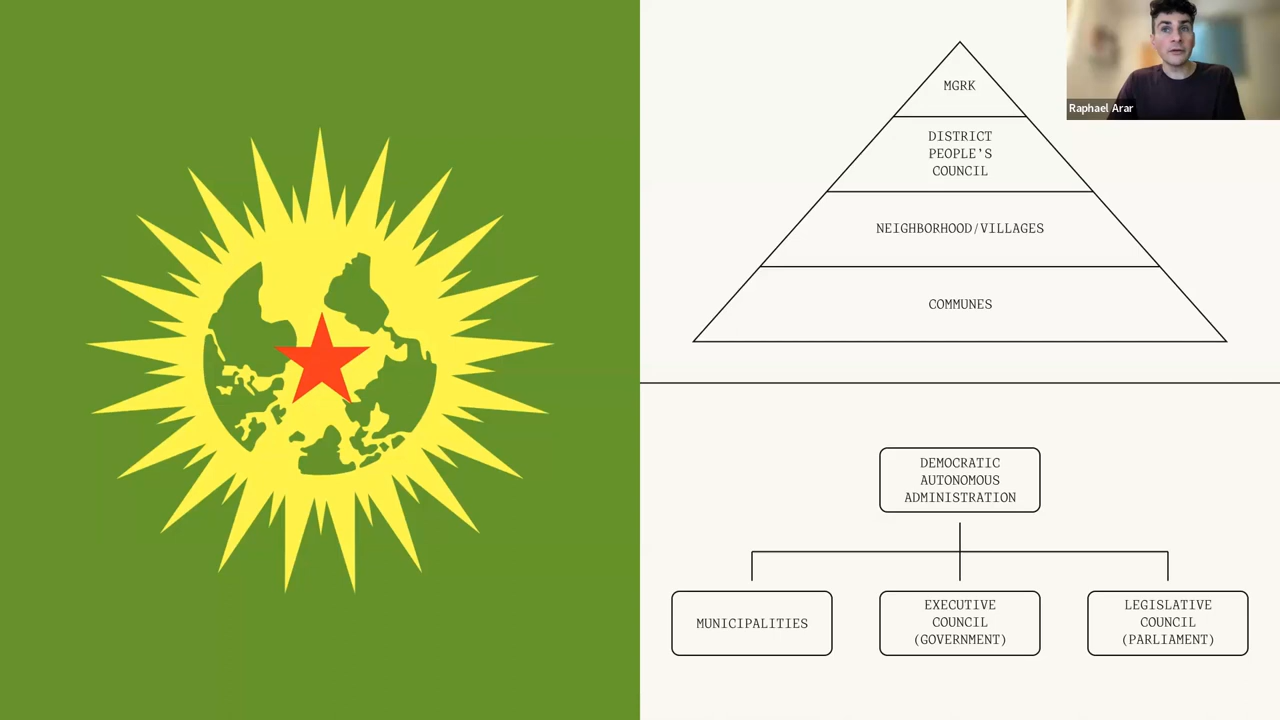 MGRK
DISTRICT
PEOPLE'S
COUNCIL
NEIGHBORHOOD/VILLAGES
COMMUNES
Raphael Arar
DEMOCRATIC
AUTONOMOUS
ADMINISTRATION
MUNICIPALITIES
EXECUTIVE
COUNCIL
(GOVERNMENT)
LEGISLATIVE
COUNCIL
(PARLIAMENT)